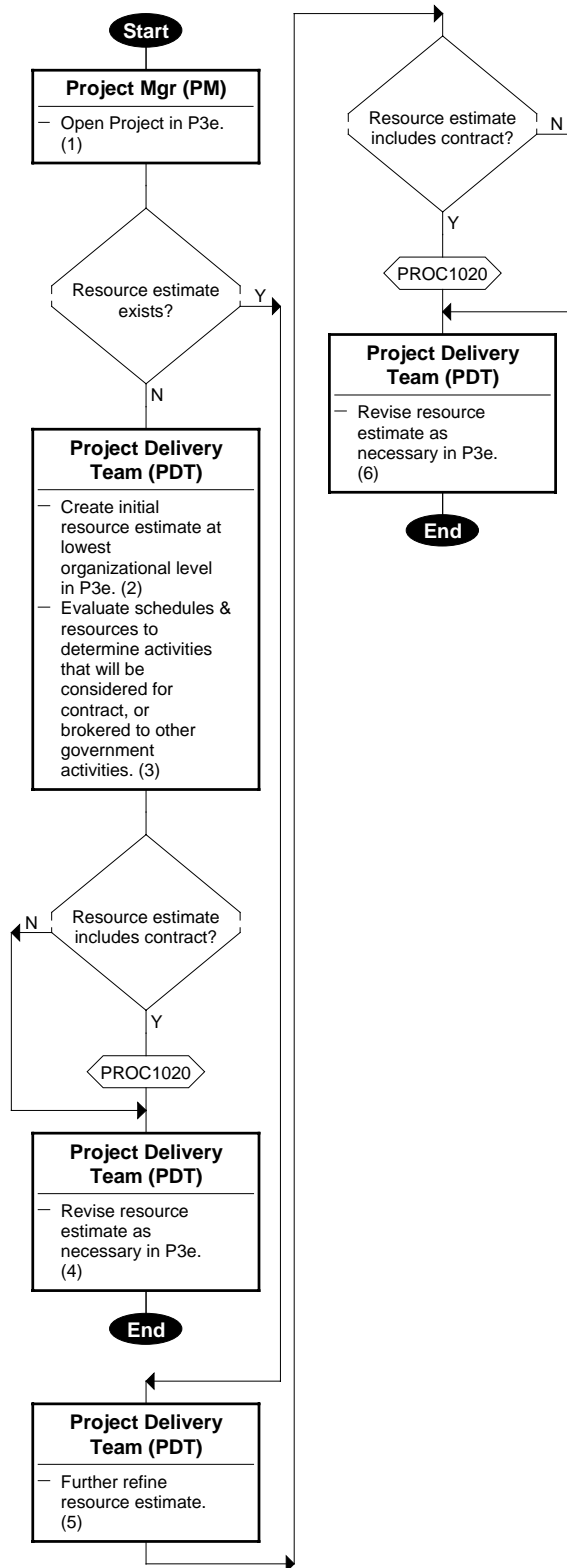 Start
Project Mgr (PM)
– Open Project in P3e.
(1)
Resource estimate
exists?
Y
N
Project Delivery
Team (PDT)
– Create initial
resource estimate at
lowest
organizational level
in P3e. (2)
– Evaluate schedules &
resources to
determine activities
that will be
considered for
contract, or
brokered to other
government
activities. (3)
Resource estimate
includes contract?
N
Y
PROC1020
Project Delivery
Team (PDT)
– Revise resource
estimate as
necessary in P3e.
(4)
End
Project Delivery
Team (PDT)
– Further refine
resource estimate.
(5)
Resource estimate
includes contract?
N
Y
PROC1020
Project Delivery
Team (PDT)
– Revise resource
estimate as
necessary in P3e.
(6)
End